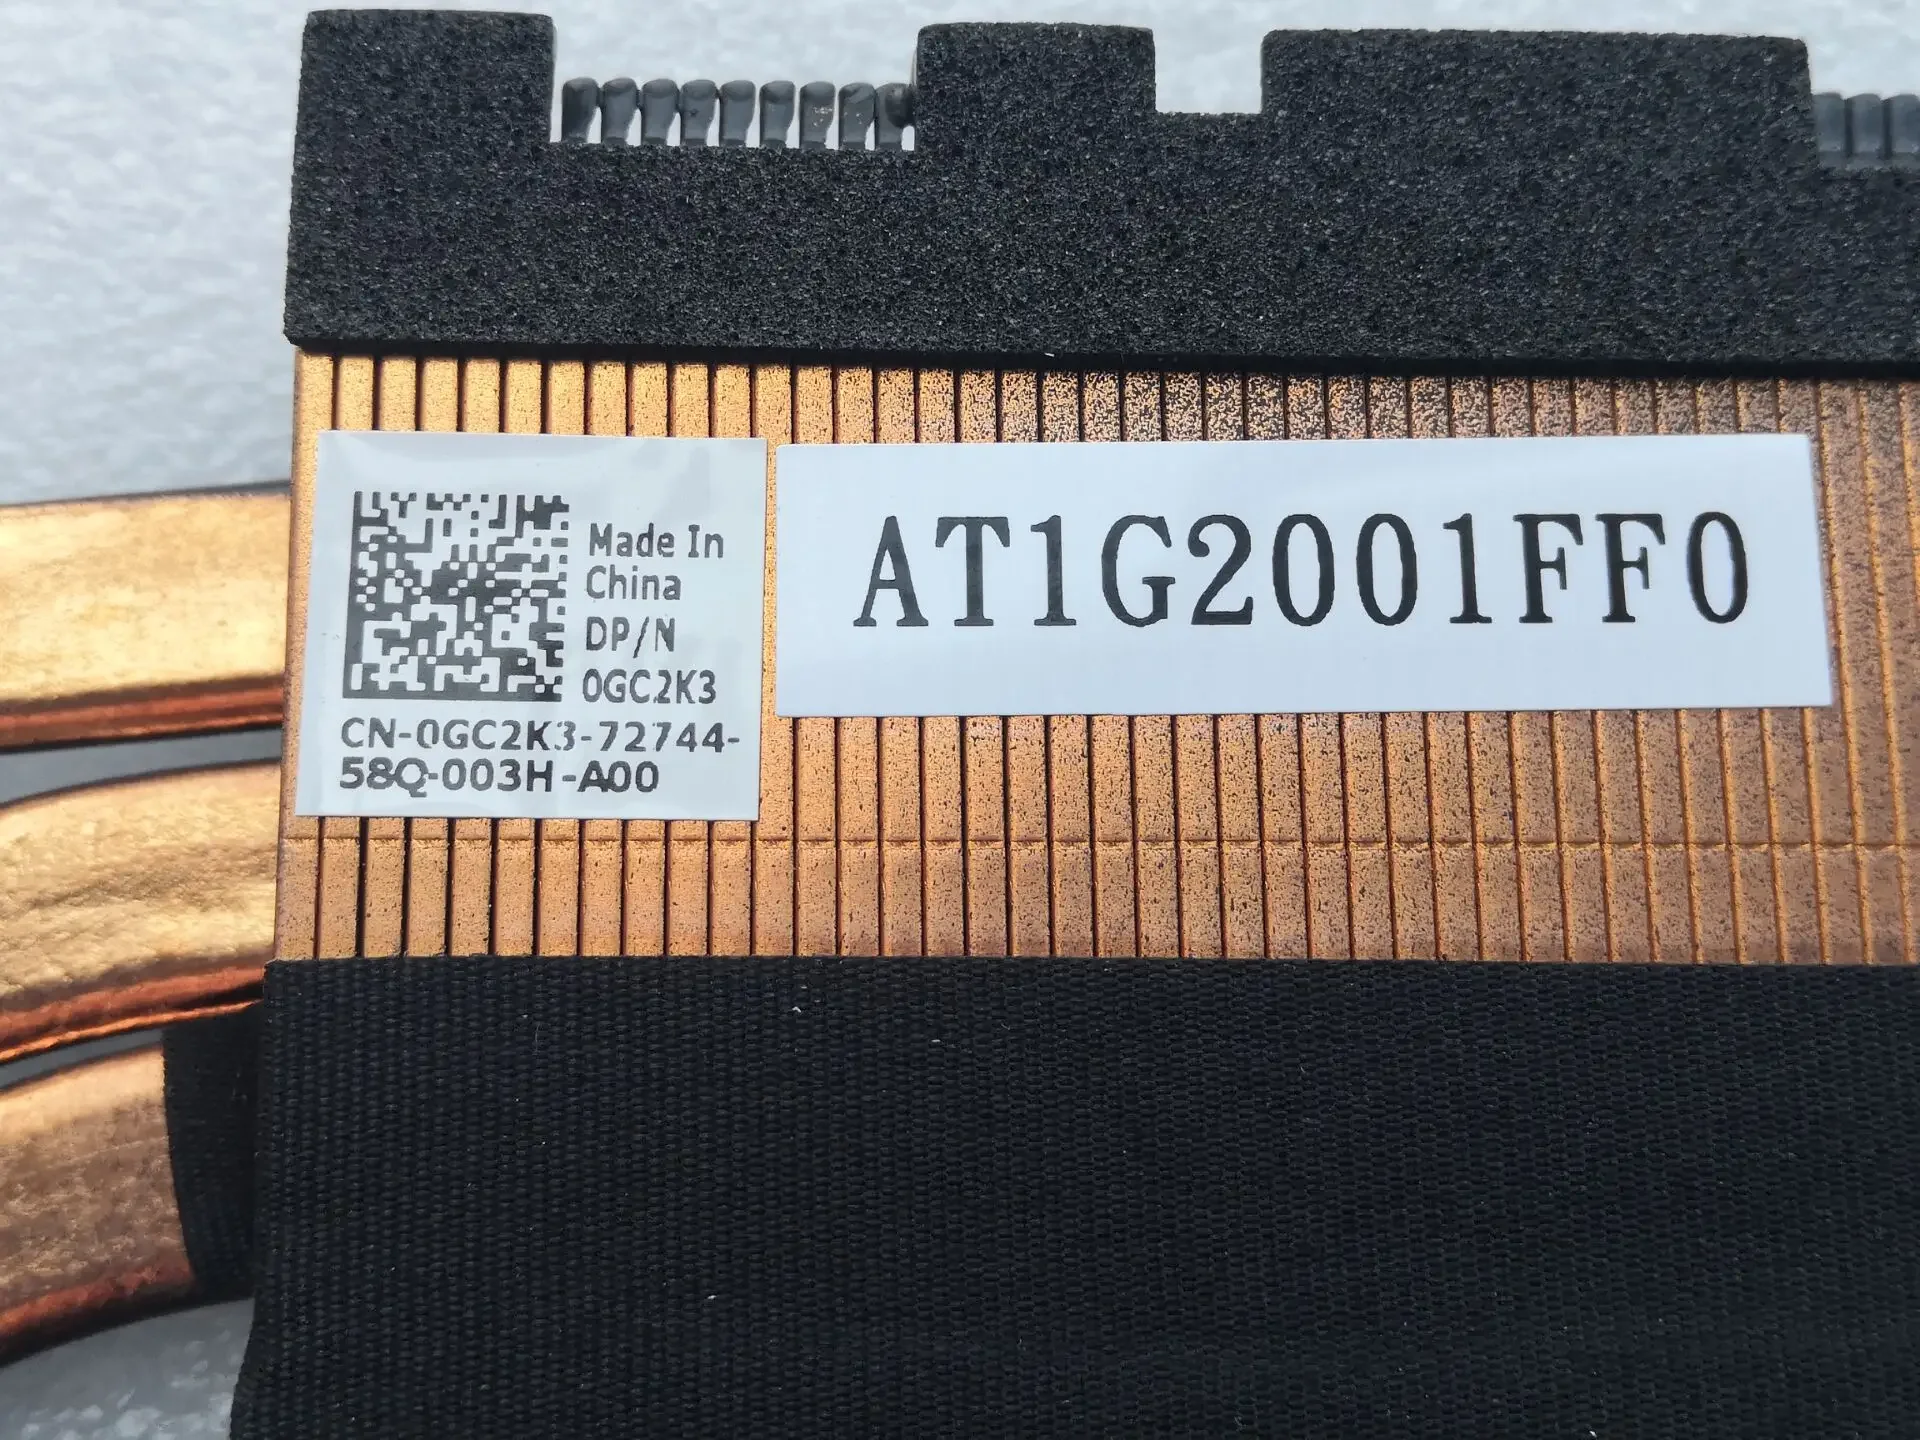 Made In
China
DP/N
0GC2K3
CN-0GC2K3-72744-
58Q-003H-A00
AT1G2001FF0